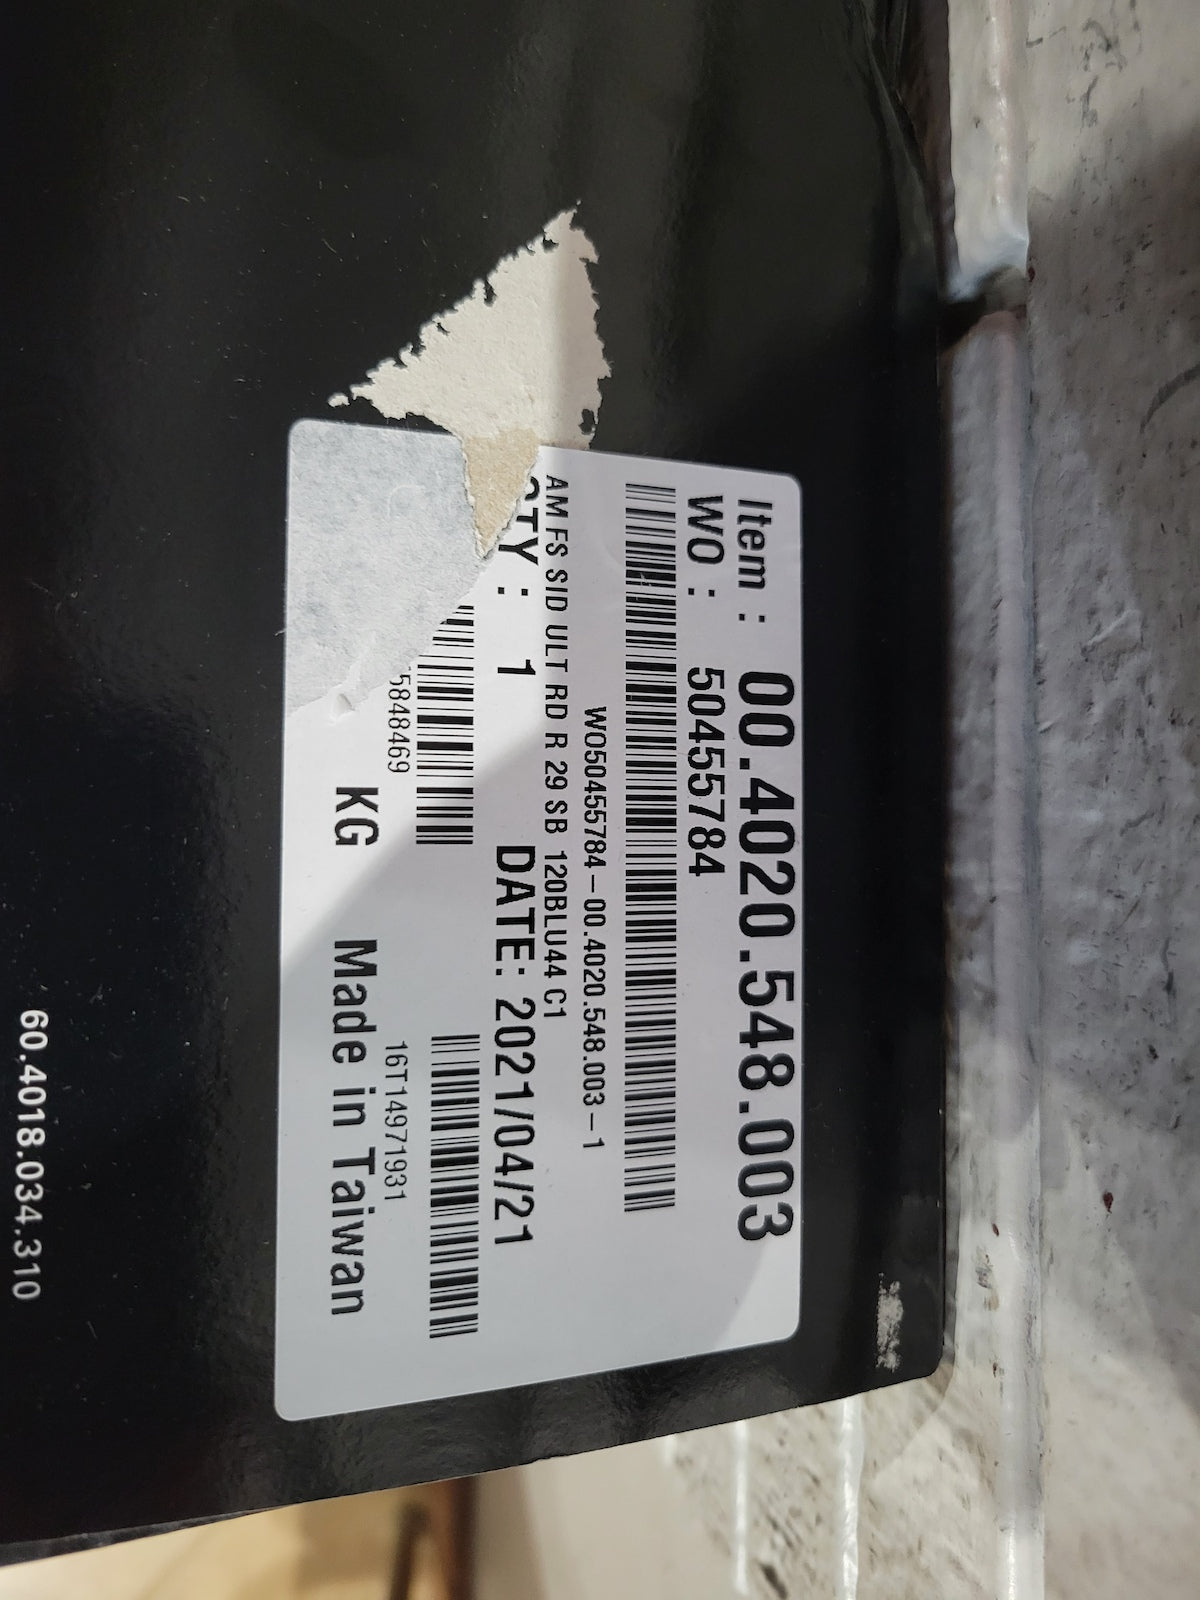 Item : 00.4020.548.003
WO : 50455784
WO50455784-00.4020.548.003-1
AM FS SID ULT RD R 29 SB 120BLU44 C1
QTY : 1 DATE: 2021/04/21
5848469 16T14971931
KG Made in Taiwan
60.4018.034.310